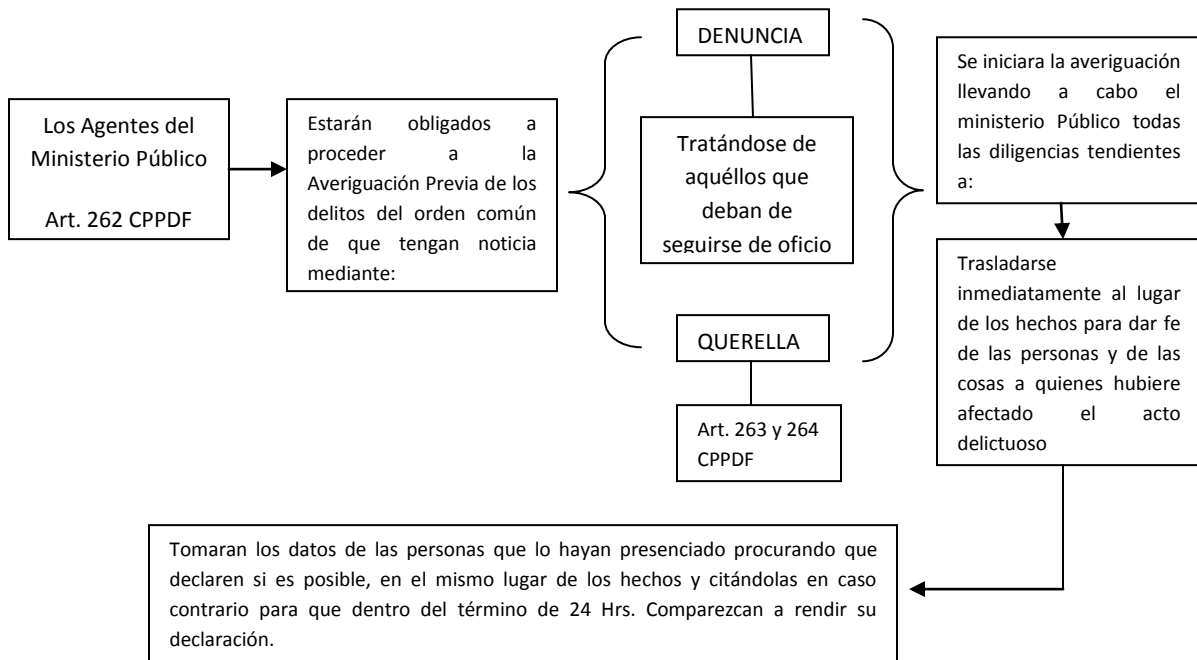 Los Agentes del
Ministerio Público
Art. 262 CPPDF
Estarán obligados a
proceder a la
Averiguación Previa de los
delitos del orden común
de que tengan noticia
mediante:
DENUNCIA
Tratándose de
aquéllos que
deban de
seguirse de oficio
QUERELLA
Art. 263 y 264
CPPDF
Se iniciara la averiguación
llevando a cabo el
ministerio Público todas
las diligencias tendientes
a:
Trasladarse
inmediatamente al lugar
de los hechos para dar fe
de las personas y de las
cosas a quienes hubiere
afectado el acto
delictuoso
Tomaran los datos de las personas que lo hayan presenciado procurando que
declaren si es posible, en el mismo lugar de los hechos y citándolas en caso
contrario para que dentro del término de 24 Hrs. Comparezcan a rendir su
declaración.